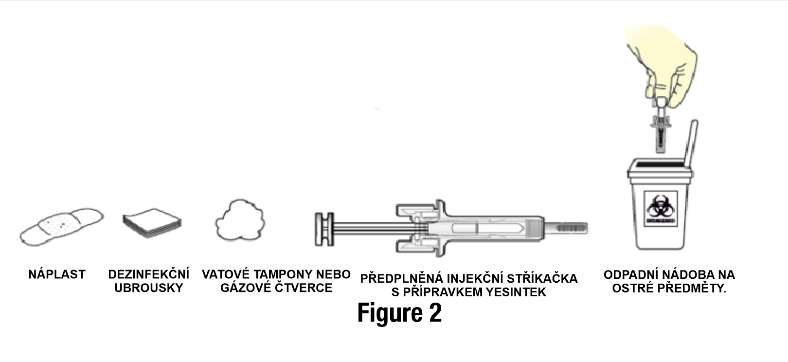 NÁPLAST
DEZINFEKČNÍ
UBROUSKY
VATOVÉ TAMPONY NEBO
GÁZOVÉ ČTVERCE
PŘEDPLNĚNÁ INJEKČNÍ STŘÍKAČKA
S PŘÍPRAVKEM YESINTEK
ODPADNÍ NÁDOBA NA
OSTRÉ PŘEDMĚTY.
Figure 2